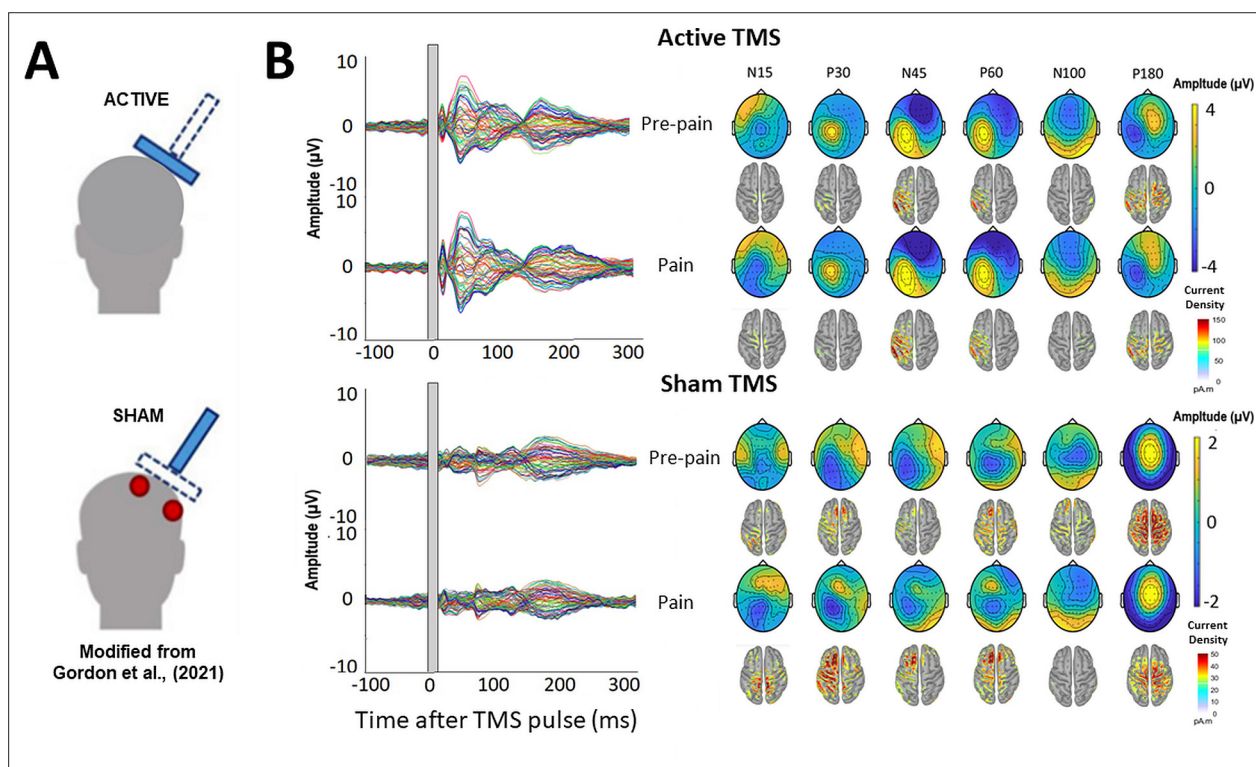 A
ACTIVE
SHAM
Modified from
Gordon et al., (2021)
B
Active TMS
N15 P30 N45 P60 N100 P180
Amplitude (µV)
10
0
-10
Pre-pain
10
0
-10
Pain
-100 0 100 200 300
Ampltude (µV)
4
0
-4
Current
Density
150
100
50
0
pA.m
Sham TMS
Amplitude (µV)
10
0
-10
Pre-pain
10
0
-10
Pain
-100 0 100 200 300
Time after TMS pulse (ms)
Ampltude (µV)
2
0
-2
Current
Density
50
40
30
20
10
0
pA.m